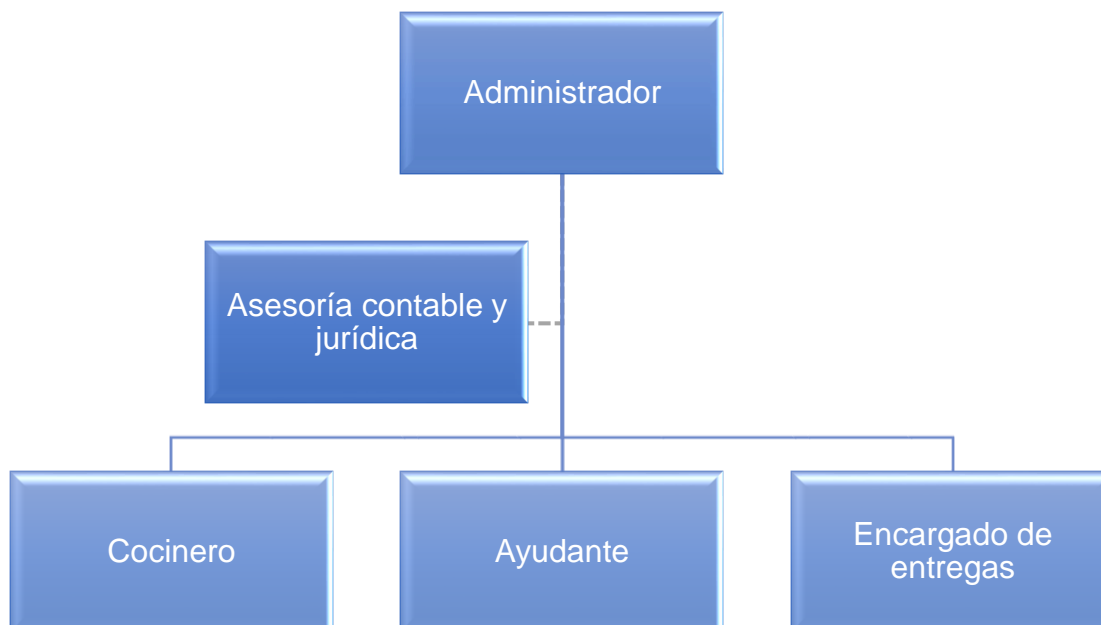 Administrador
Asesoría contable y
jurídica
Cocinero
Ayudante
Encargado de
entregas